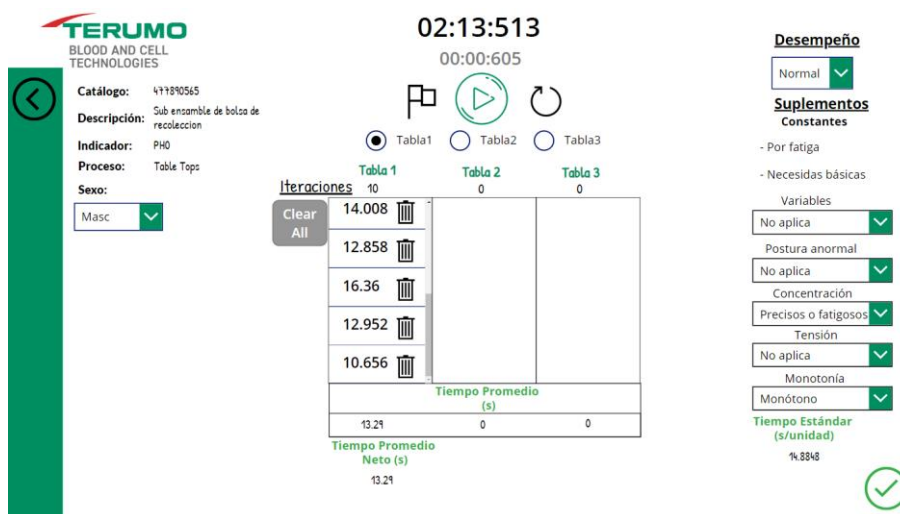 TERUMO
BLOOD AND CELL
TECHNOLOGIES
Catálogo: 477890565
Descripción: Sub ensamble de bolsa de
recoleccion
Indicador: PHO
Proceso: Table Tops
Sexo:
Masc
02:13:513
00:00:605
Tabla1 Tabla2 Tabla3
Iteraciones
Tabla 1 Tabla 2 Tabla 3
10 0 0
Clear
All
14.008
12.858
16.36
12.952
10.656
Tiempo Promedio
(s)
13.29 0 0
Tiempo Promedio
Neto (s)
13.29
Desempeño
Normal
Suplementos
Constantes
- Por fatiga
- Necesidas básicas
Variables
No aplica
Postura anormal
No aplica
Concentración
Precisos o fatigosos
Tensión
No aplica
Monotonía
Monótono
Tiempo Estándar
(s/unidad)
14.8848